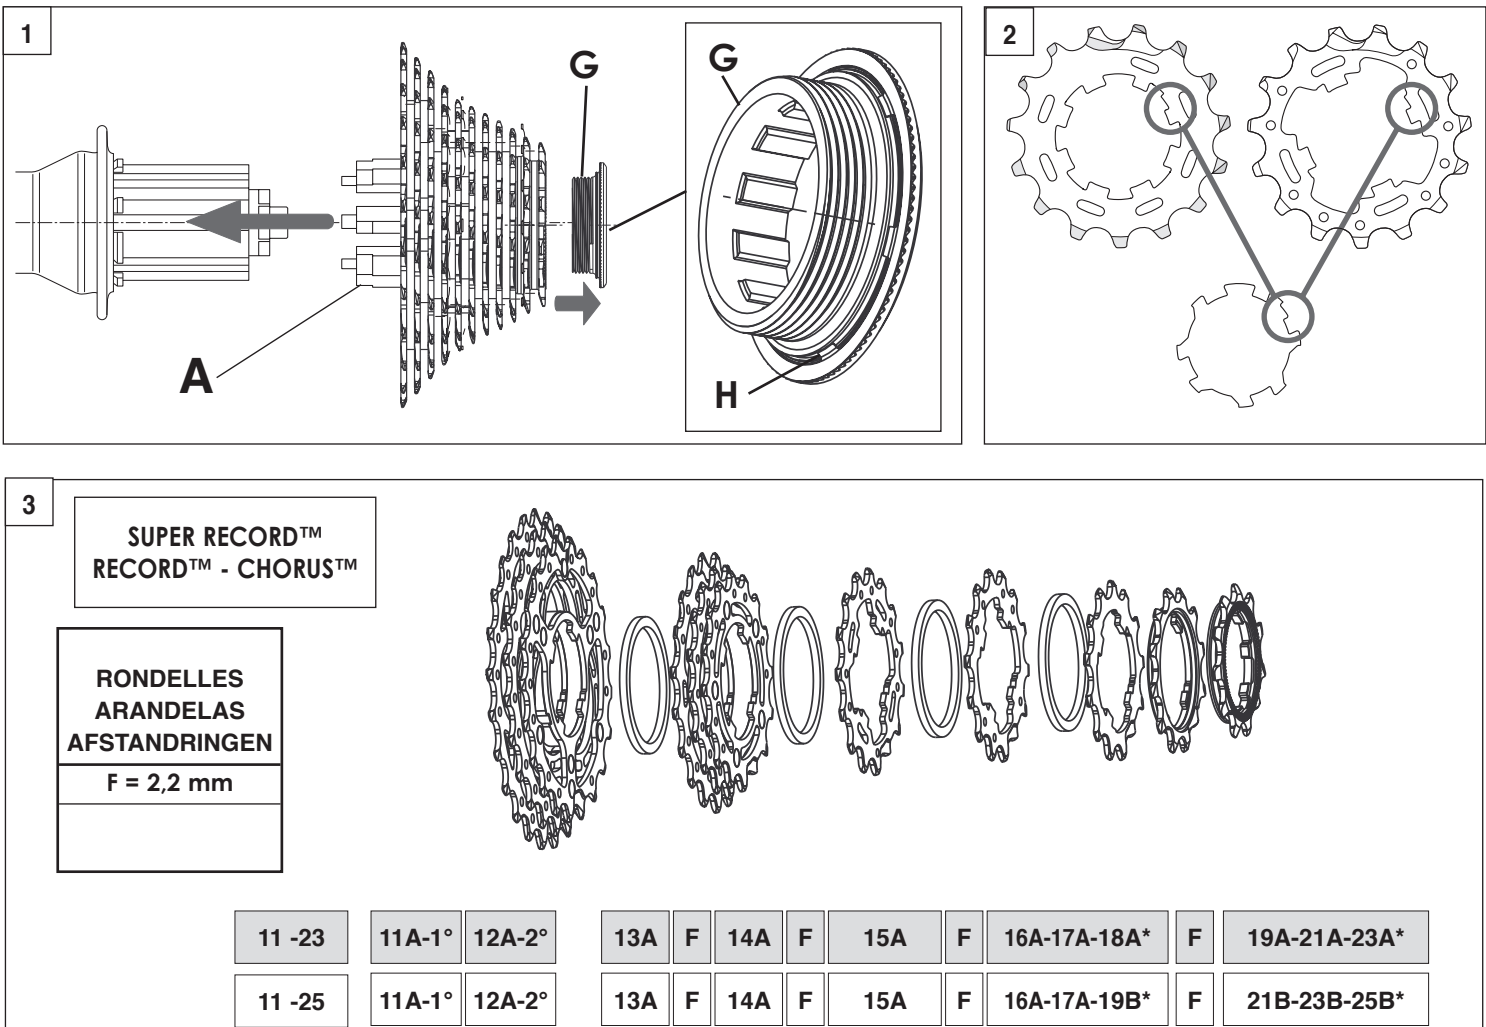 1
G
G
A
H
2
3
SUPER RECORD™
RECORD™ - CHORUS™
RONDELLES
ARANDELAS
AFSTANDRINGEN
F = 2,2 mm
11 -23 11A-1° 12A-2° 13A F 14A F 15A F 16A-17A-18A* F 19A-21A-23A*
11 -25 11A-1° 12A-2° 13A F 14A F 15A F 16A-17A-19B* F 21B-23B-25B*